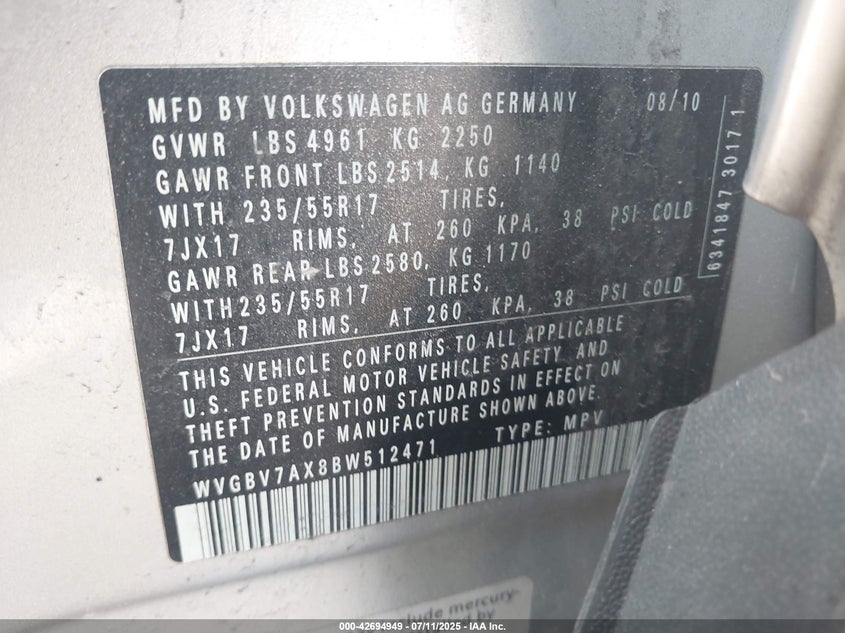 MFD BY VOLKSWAGEN AG GERMANY 08/10
GVWR LBS 4961 KG 2250
GAWR FRONT LBS 2514, KG 1140
WITH 235/55R17 TIRES,
7JX17 RIMS, AT 260 KPA, 38 PSI COLD
GAWR REAR LBS 2580, KG 1170
WITH 235/55R17 TIRES,
7JX17 RIMS, AT 260 KPA, 38 PSI COLD
THIS VEHICLE CONFORMS TO ALL APPLICABLE
U.S. FEDERAL MOTOR VEHICLE SAFETY AND
THEFT PREVENTION STANDARDS IN EFFECT ON
THE DATE OF MANUFACTURE SHOWN ABOVE.
WVGBV7AX8BW512471 TYPE: MPV
6341847 3017 1
include mercury-
by
000-42694949 07/11/2025 IAA Inc.